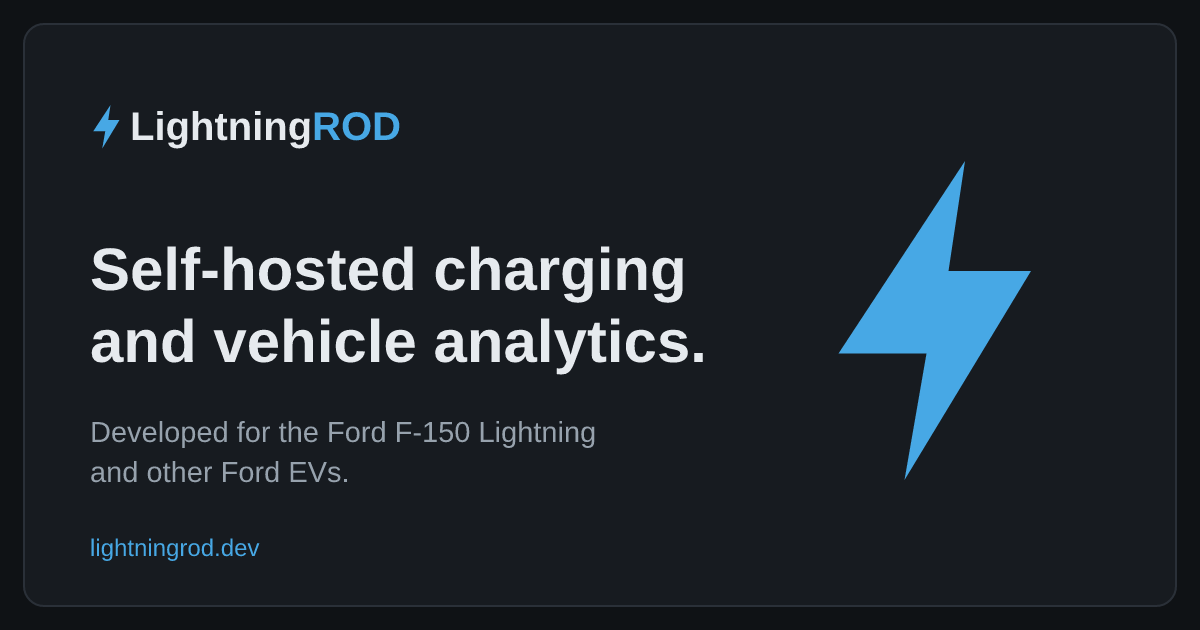 LightningROD
Self-hosted charging
and vehicle analytics.
Developed for the Ford F-150 Lightning
and other Ford EVs.
lightningrod.dev